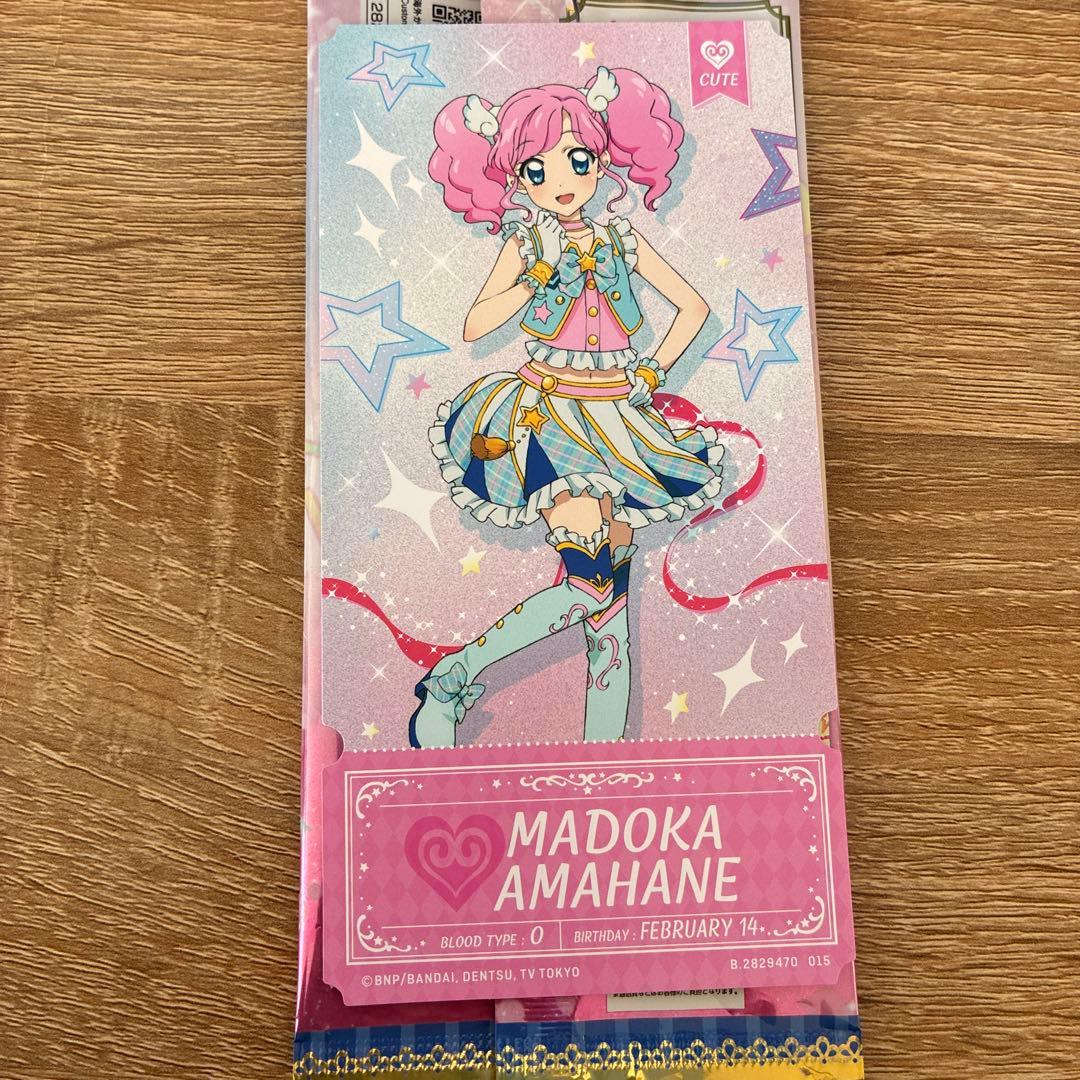 CUTE
MADOKA
AMAHANE
BLOOD TYPE : O
BIRTHDAY : FEBRUARY 14
©BNP/BANDAI, DENTSU, TV TOKYO
B.2829470 015